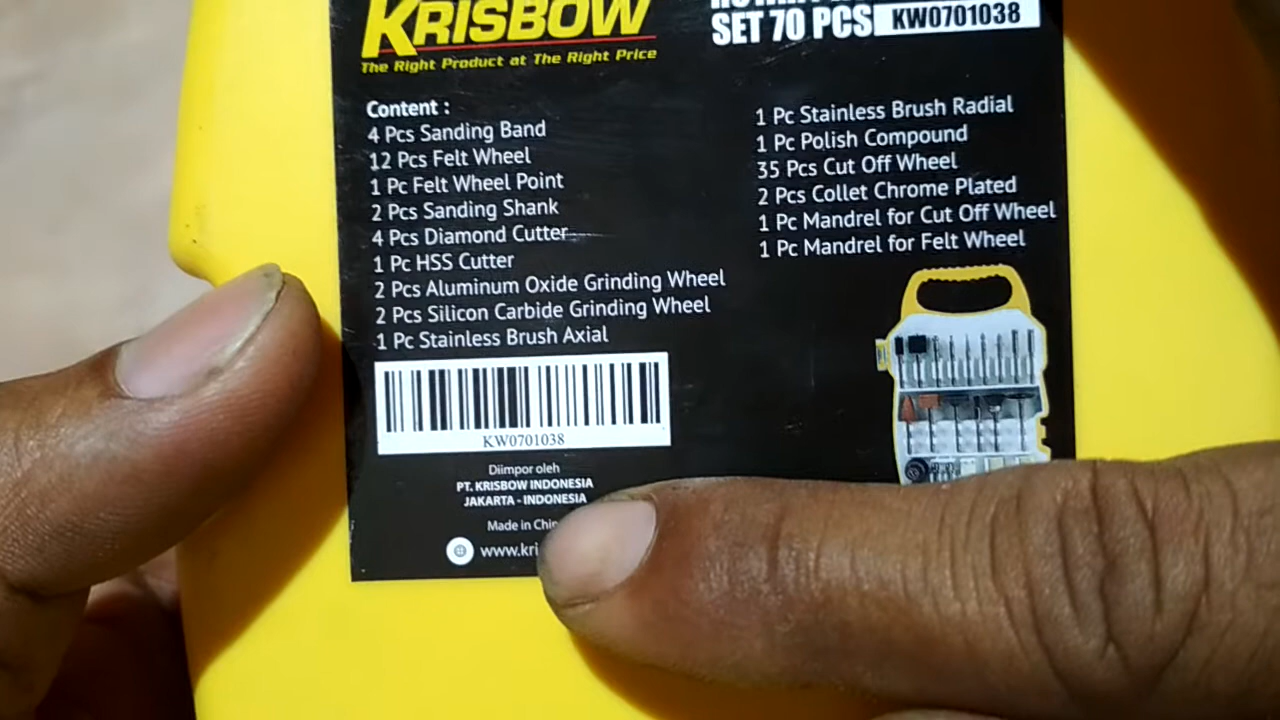 KRISBOW
The Right Product at The Right Price
SET 70 PCS KW0701038
Content :
4 Pcs Sanding Band
12 Pcs Felt Wheel
1 Pc Felt Wheel Point
2 Pcs Sanding Shank
4 Pcs Diamond Cutter
1 Pc HSS Cutter
2 Pcs Aluminum Oxide Grinding Wheel
2 Pcs Silicon Carbide Grinding Wheel
1 Pc Stainless Brush Axial
1 Pc Stainless Brush Radial
1 Pc Polish Compound
35 Pcs Cut Off Wheel
2 Pcs Collet Chrome Plated
1 Pc Mandrel for Cut Off Wheel
1 Pc Mandrel for Felt Wheel
KW0701038
Diimpor oleh
PT. KRISBOW INDONESIA
JAKARTA - INDONESIA
Made in